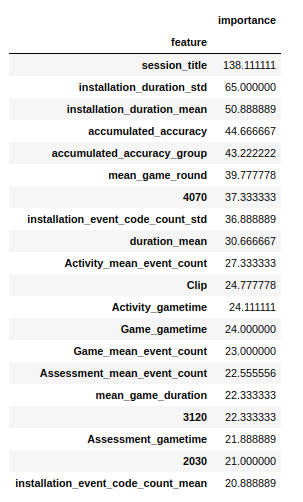 importance
feature
session_title 138.111111
installation_duration_std 65.000000
installation_duration_mean 50.888889
accumulated_accuracy 44.666667
accumulated_accuracy_group 43.222222
mean_game_round 39.777778
4070 37.333333
installation_event_code_count_std 36.888889
duration_mean 30.666667
Activity_mean_event_count 27.333333
Clip 24.777778
Activity_gametime 24.111111
Game_gametime 24.000000
Game_mean_event_count 23.000000
Assessment_mean_event_count 22.555556
mean_game_duration 22.333333
3120 22.333333
Assessment_gametime 21.888889
2030 21.000000
installation_event_code_count_mean 20.888889